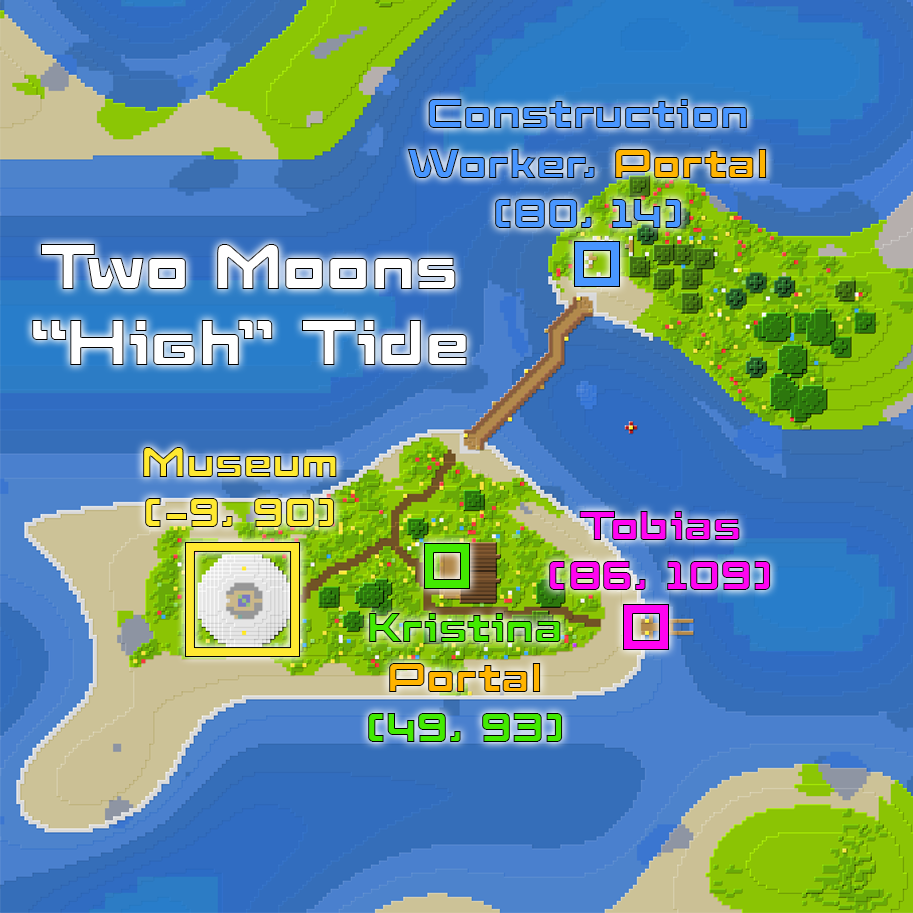 Construction
Worker, Portal
(80, 14)
Two Moons
“High” Tide
Museum
(-9, 90)
Tobias
(86, 109)
Kristina
Portal
(49, 93)